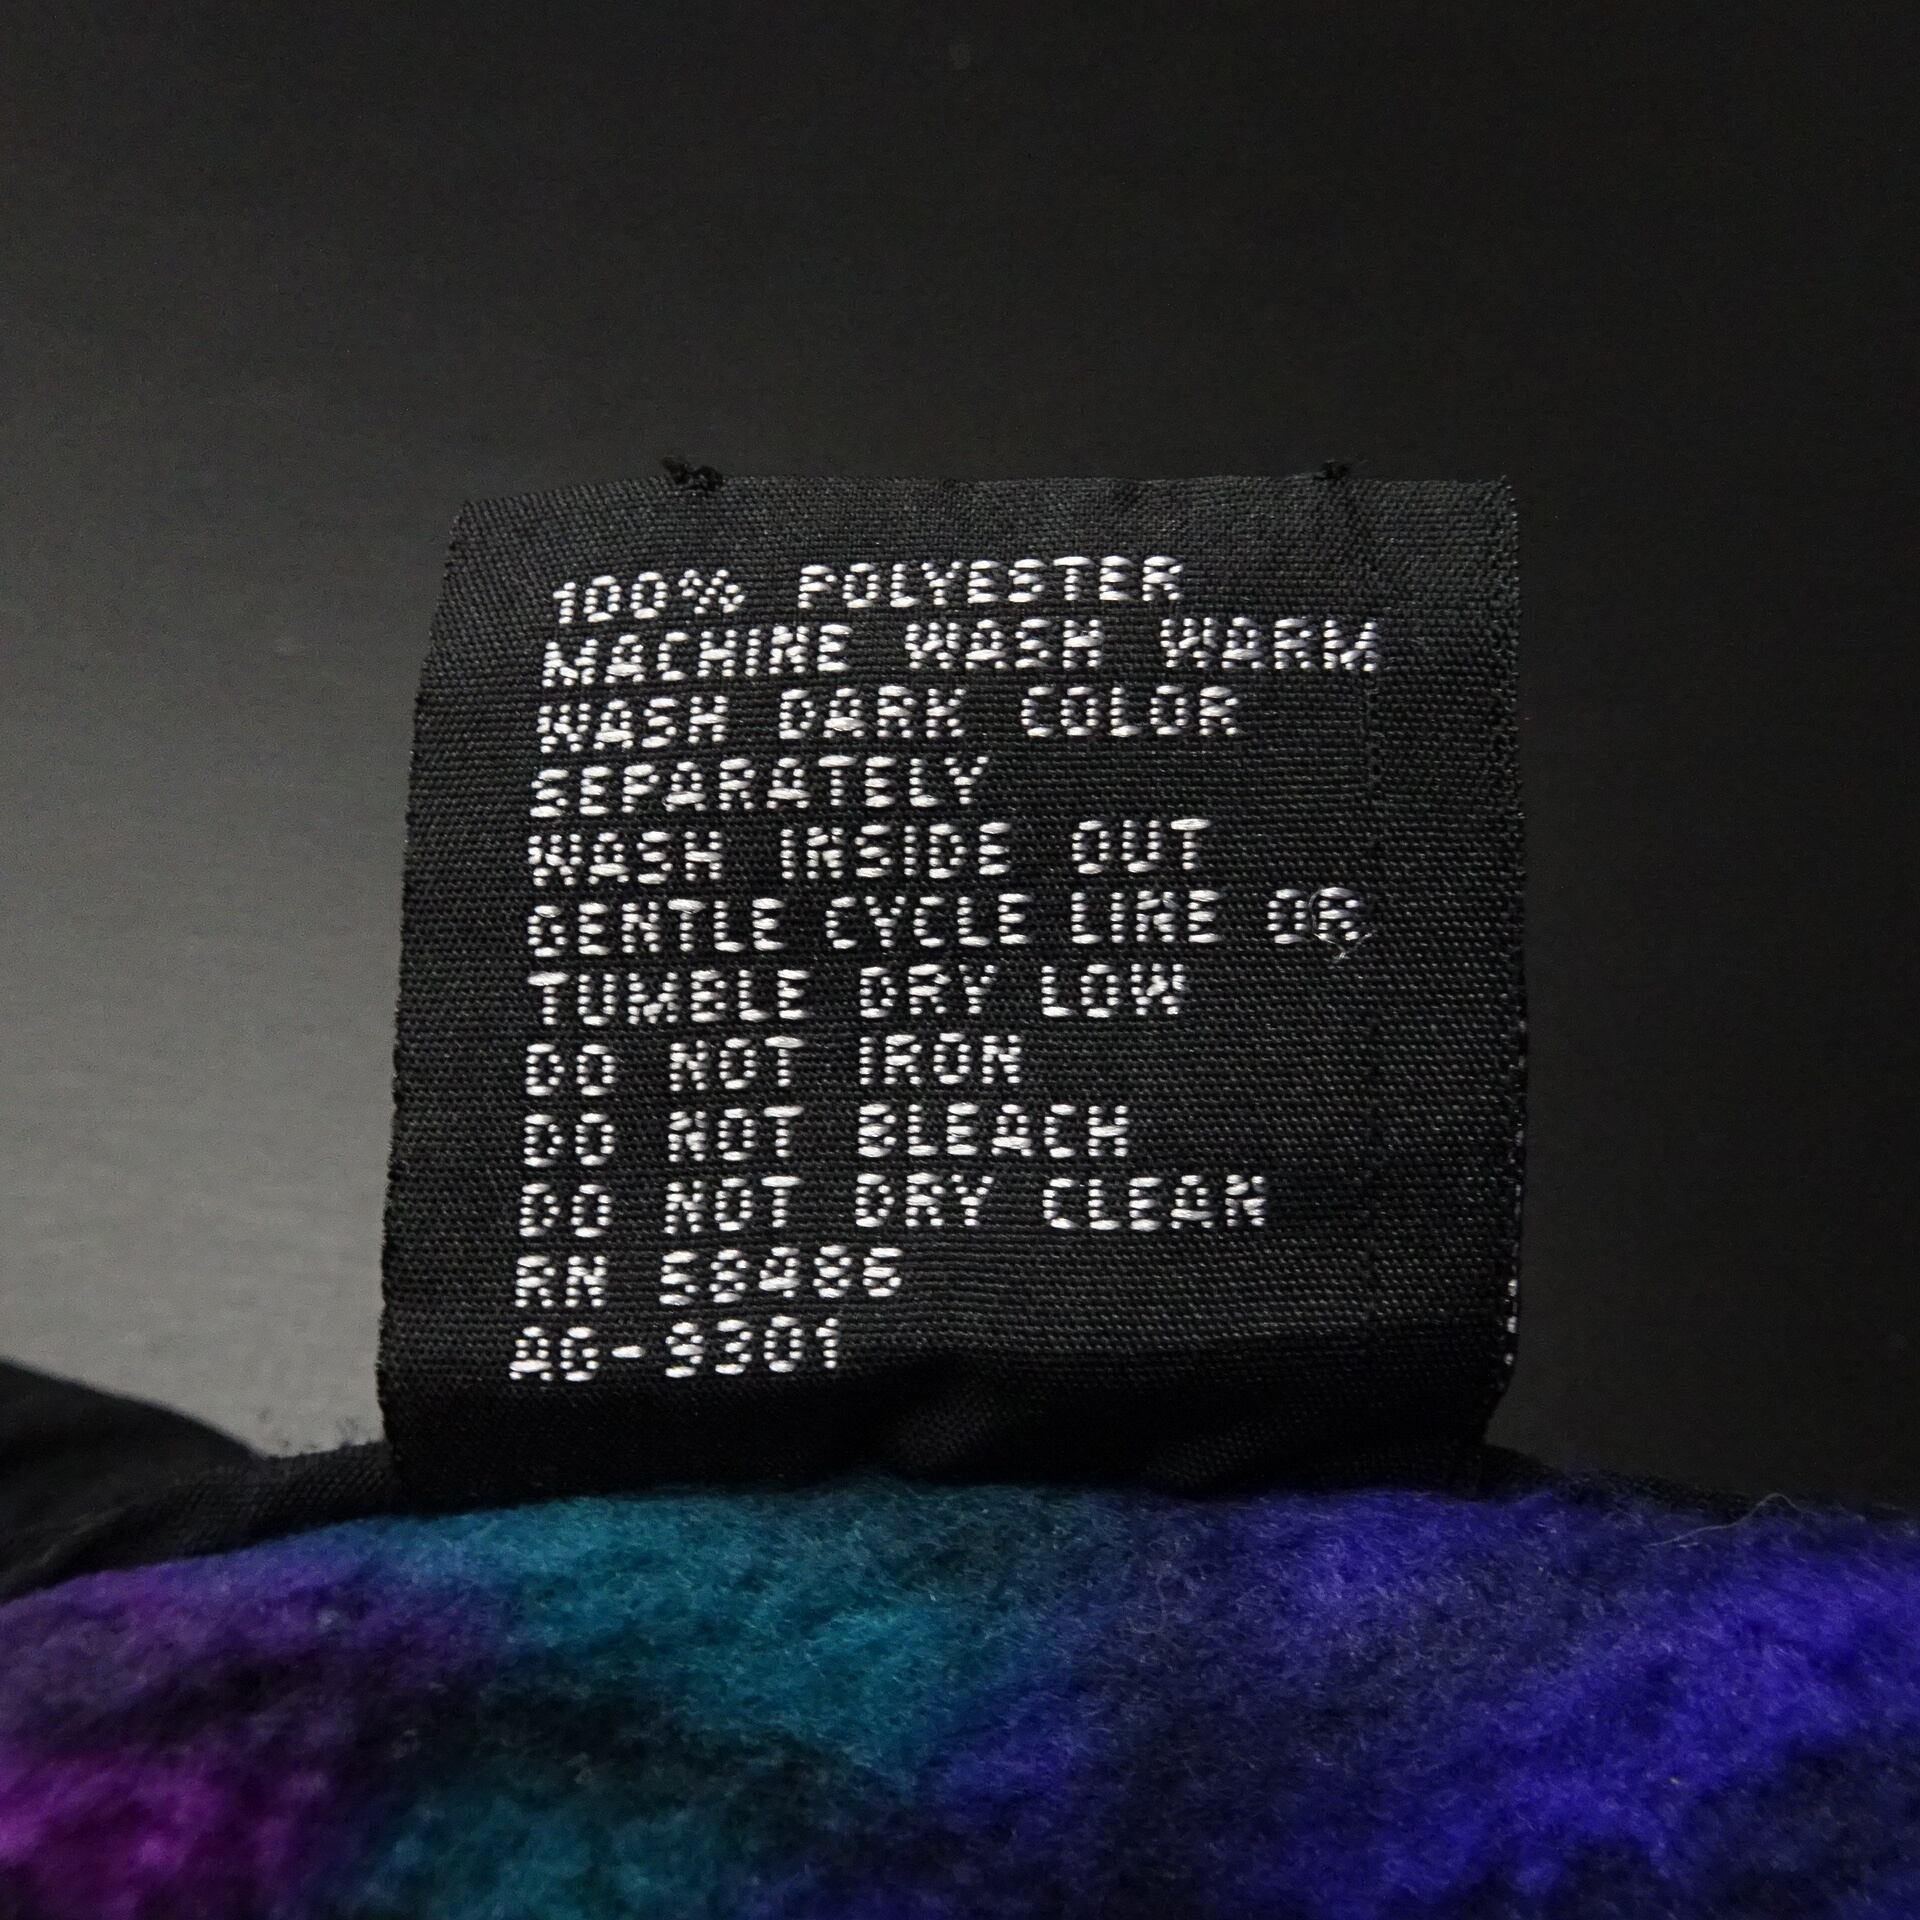 100% POLYESTER
MACHINE WASH WARM
WASH DARK COLOR
SEPARATELY
WASH INSIDE OUT
GENTLE CYCLE LINE OR
TUMBLE DRY LOW
DO NOT IRON
DO NOT BLEACH
DO NOT DRY CLEAN
RN 58486
AG-9301